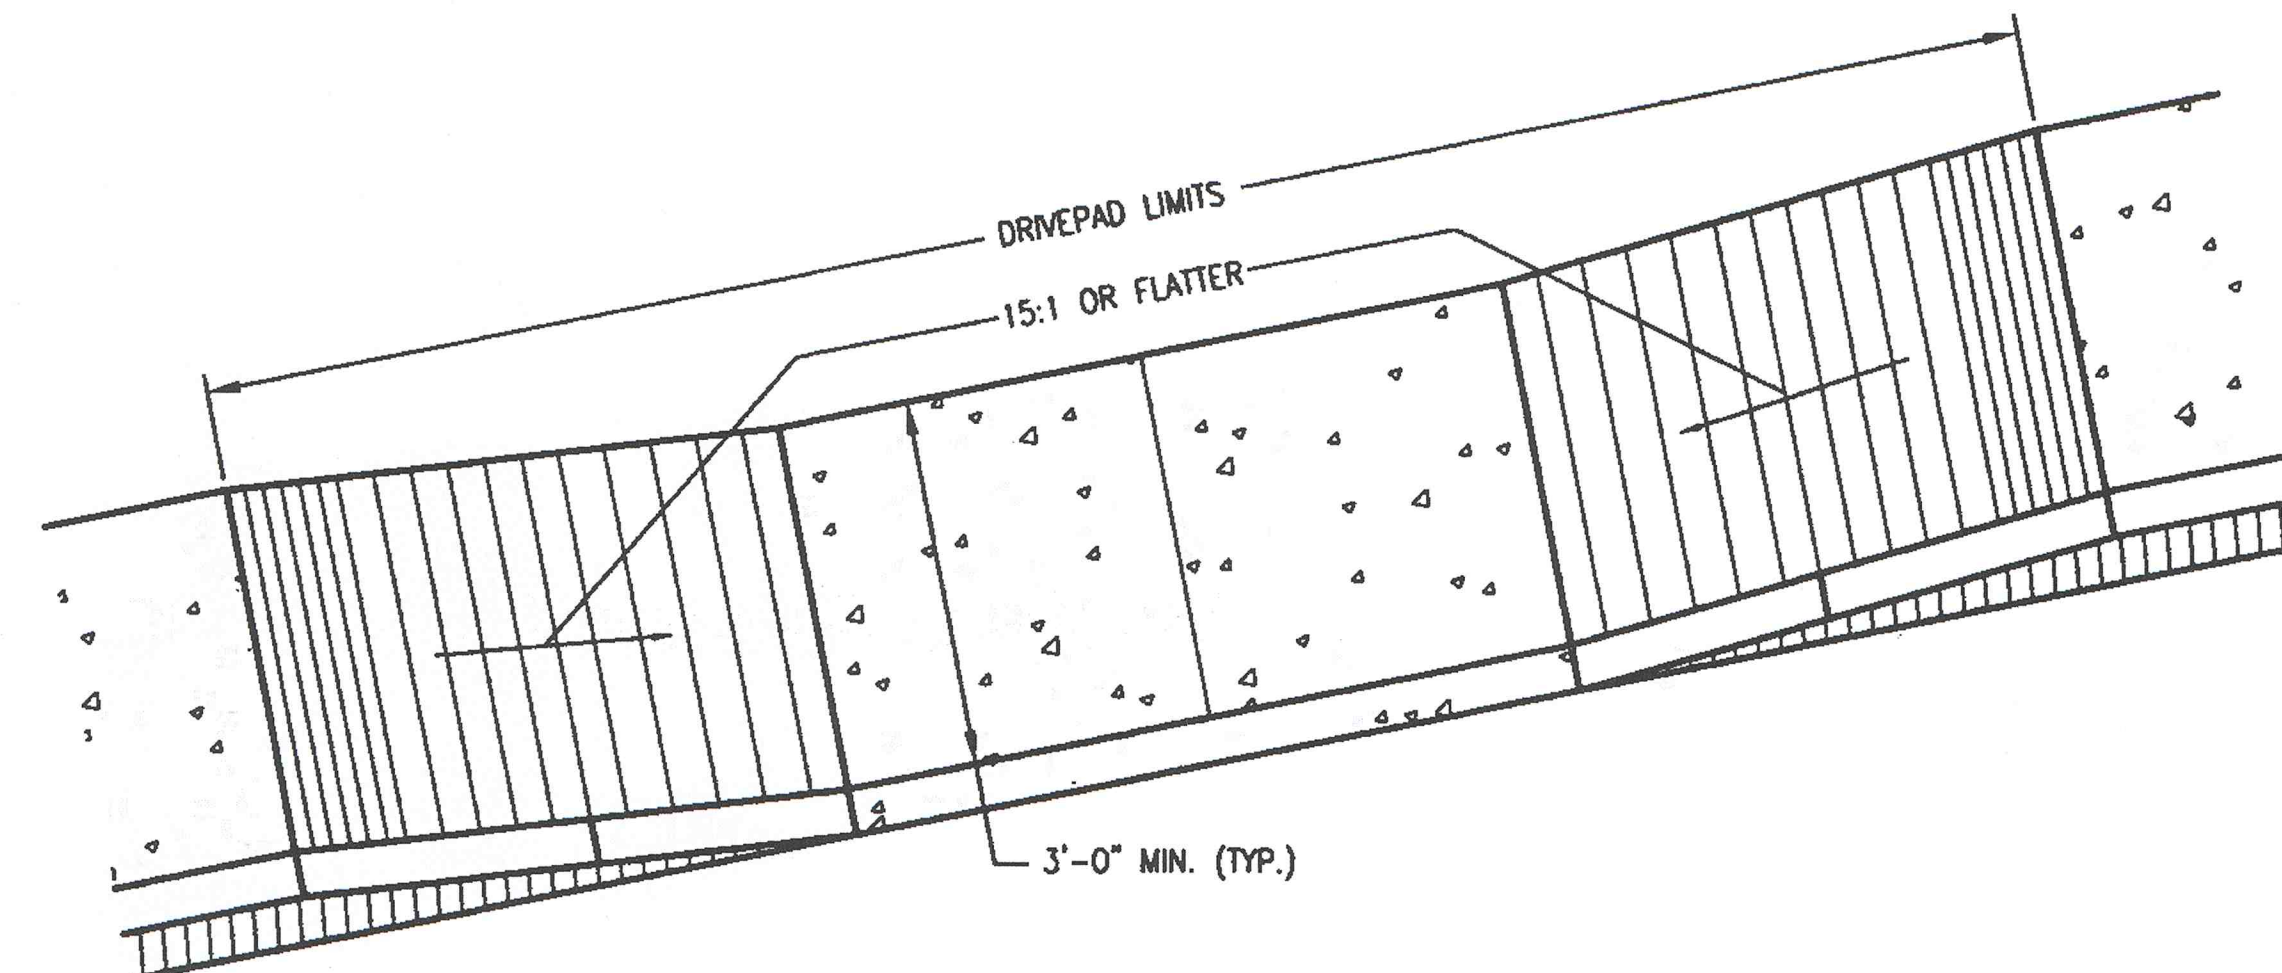 DRIVEPAD LIMITS
15:1 OR FLATTER
3'-0" MIN. (TYP.)